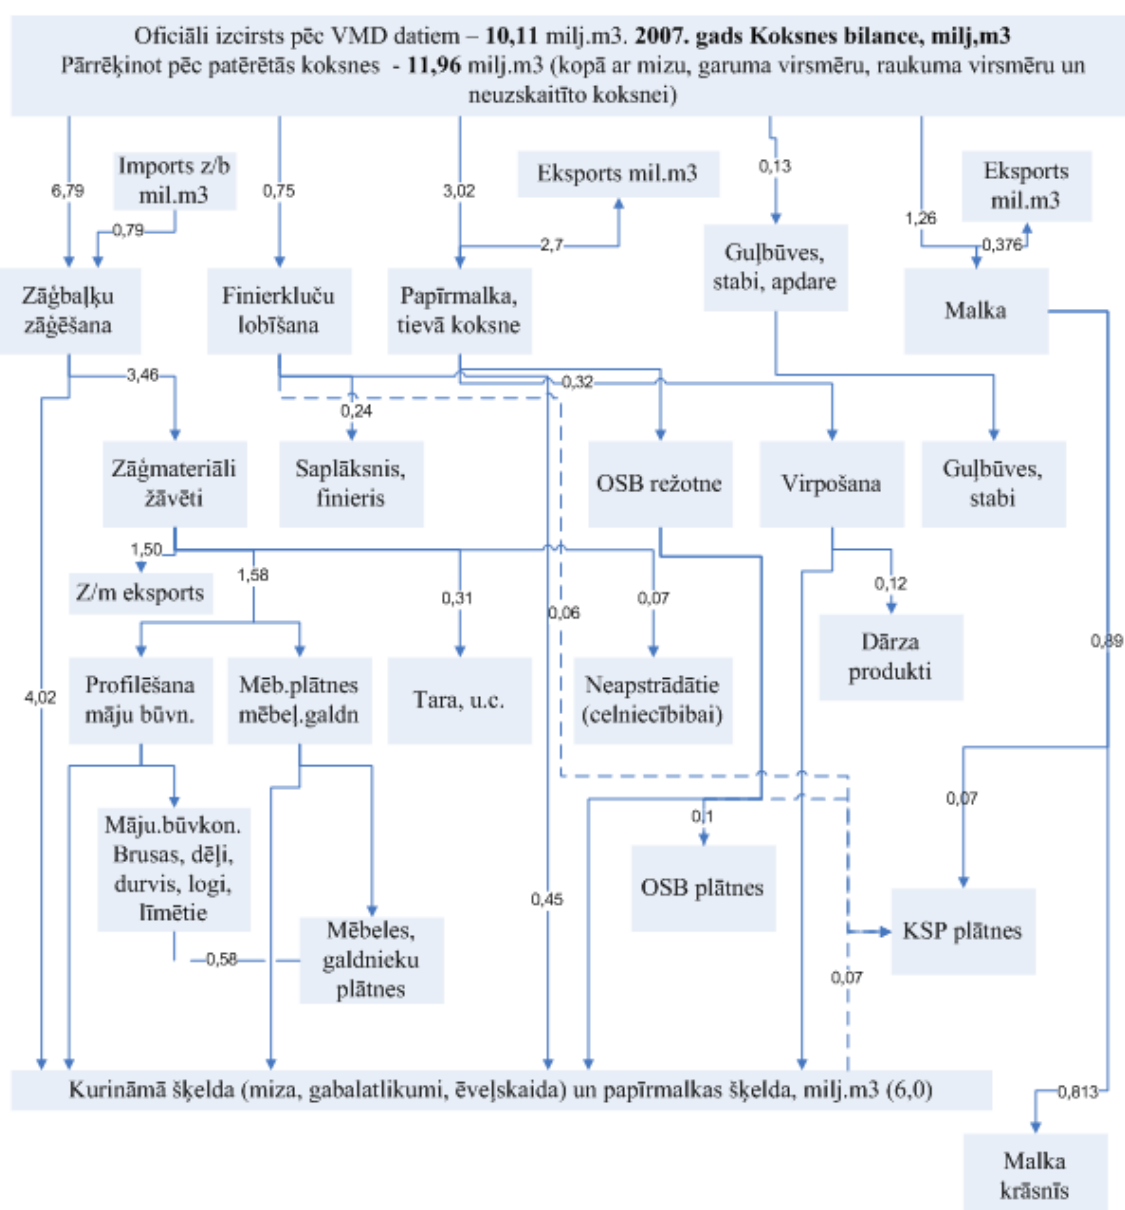 Oficiāli izcirsts pēc VMD datiem – 10,11 milj.m3. 2007. gads Koksnes bilance, milj,m3
Pārrēķinot pēc patērētās koksnes - 11,96 milj.m3 (kopā ar mizu, garuma virsmēru, raukuma virsmēru un
neuzskaitīto koksnei)
Imports z/b
mil.m3
Eksports mil.m3
Eksports
mil.m3
6,79
0,75
3,02
0,13
1,26
0,79
2,7
0,376
Zāģbaļķu
zāģēšana
Finierkluču
lobīšana
Papīrmalka,
tievā koksne
Guļbūves,
stabi, apdare
Malka
3,46
0,24
0,32
Zāģmateriāli
žāvēti
Saplāksnis,
finieris
OSB režotne
Virpošana
Guļbūves,
stabi
1,50
1,58
0,31
0,07
0,06
0,12
0,89
Z/m eksports
Dārza
produkti
4,02
Profilēšana
māju būvn.
Mēb.plātnes
mēbeļ.galdn
Tara, u.c.
Neapstrādātie
(celniecībibai)
0,07
0,1
Māju.būvkon.
Brusas, dēļi,
durvis, logi,
līmētie
OSB plātnes
0,45
KSP plātnes
0,58
Mēbeles,
galdnieku
plātnes
0,07
Kurināmā šķelda (miza, gabalatlikumi, ēveļskaida) un papīrmalkas šķelda, milj.m3 (6,0)
0,813
Malka
krāsnīs